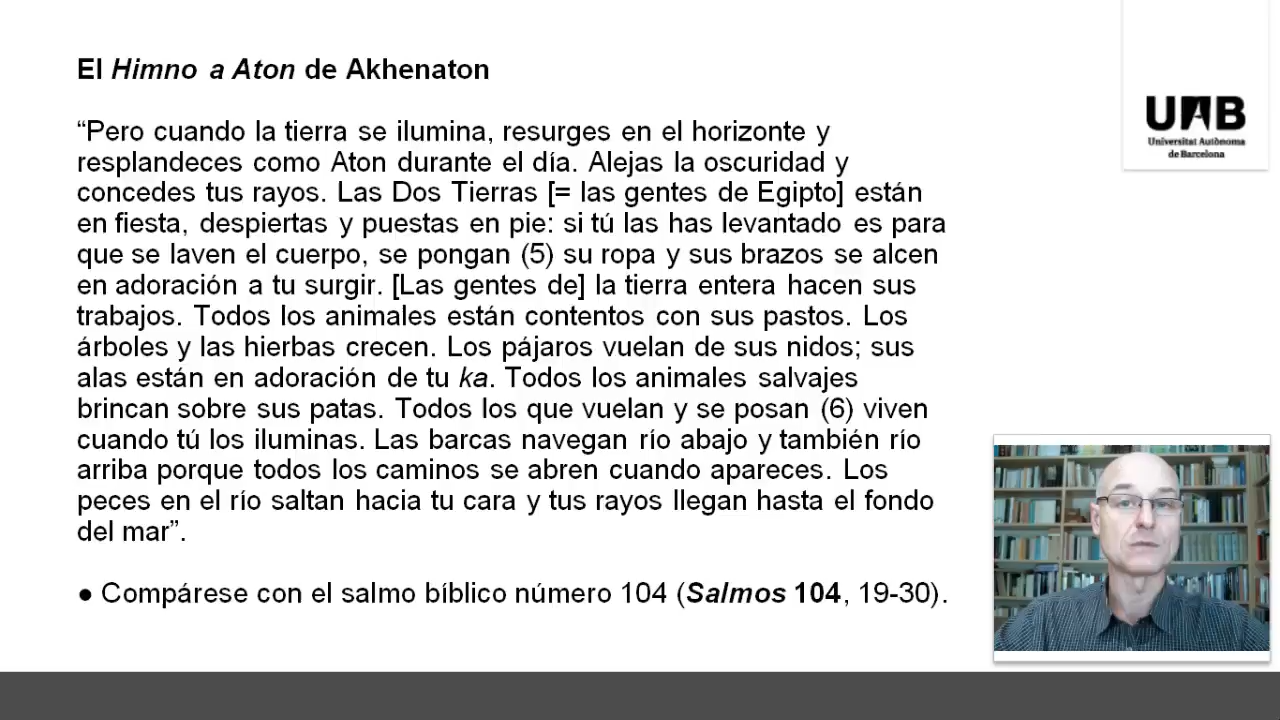 El Himno a Aton de Akhenaton
“Pero cuando la tierra se ilumina, resurges en el horizonte y
resplandeces como Aton durante el día. Alejas la oscuridad y
concedes tus rayos. Las Dos Tierras [= las gentes de Egipto] están
en fiesta, despiertas y puestas en pie: si tú las has levantado es para
que se laven el cuerpo, se pongan (5) su ropa y sus brazos se alcen
en adoración a tu surgir. [Las gentes de] la tierra entera hacen sus
trabajos. Todos los animales están contentos con sus pastos. Los
árboles y las hierbas crecen. Los pájaros vuelan de sus nidos; sus
alas están en adoración de tu ka. Todos los animales salvajes
brincan sobre sus patas. Todos los que vuelan y se posan (6) viven
cuando tú los iluminas. Las barcas navegan río abajo y también río
arriba porque todos los caminos se abren cuando apareces. Los
peces en el río saltan hacia tu cara y tus rayos llegan hasta el fondo
del mar”.
● Compárese con el salmo bíblico número 104 (Salmos 104, 19-30).
UAB
Universitat Autònoma
de Barcelona